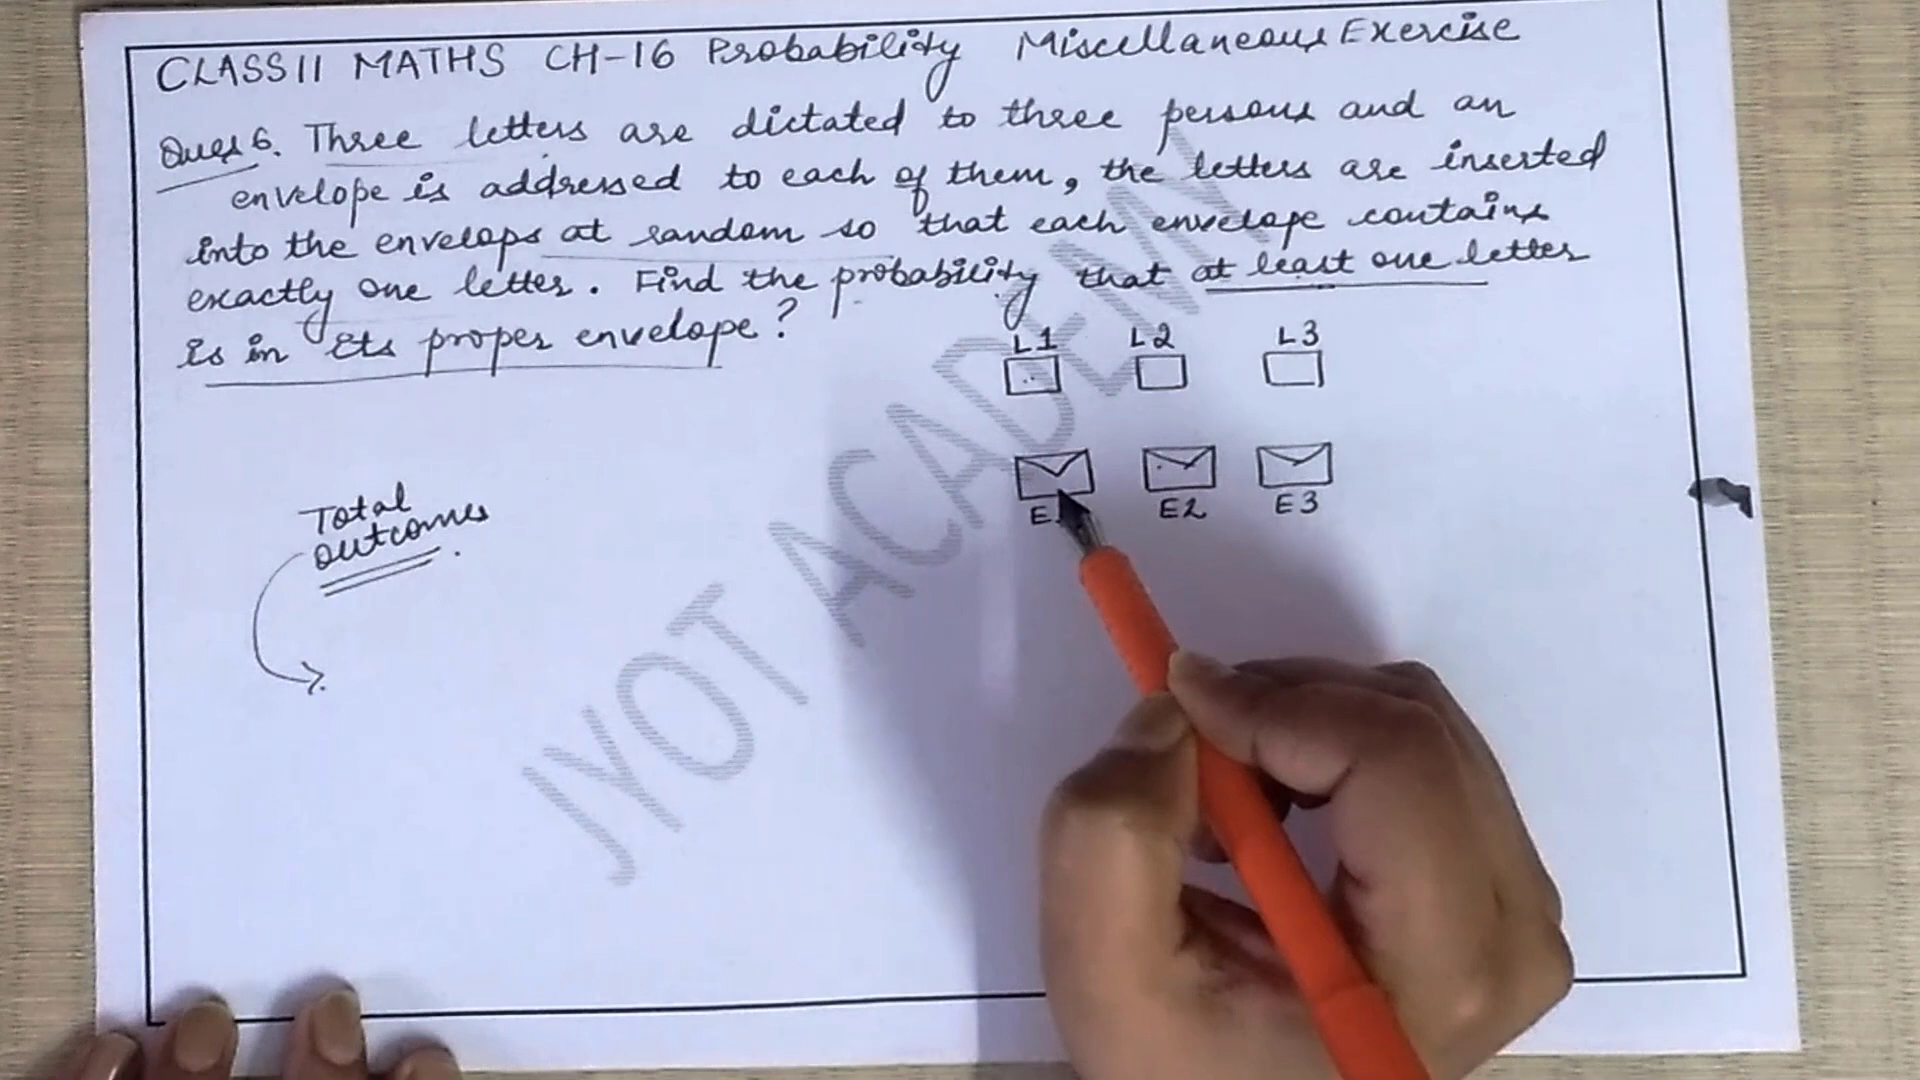 CLASS11 MATHS CH-16 Probability Miscellaneous Exercise
Ques 6. Three letters are dictated to three persons and an
envelope is addressed to each of them, the letters are inserted
into the envelops at random so that each envelope contains
exactly one letter. Find the probability that at least one letter
is in its proper envelope?
L1 L2 L3
E1 E2 E3
Total
outcomes.
JYOT ACADEMY